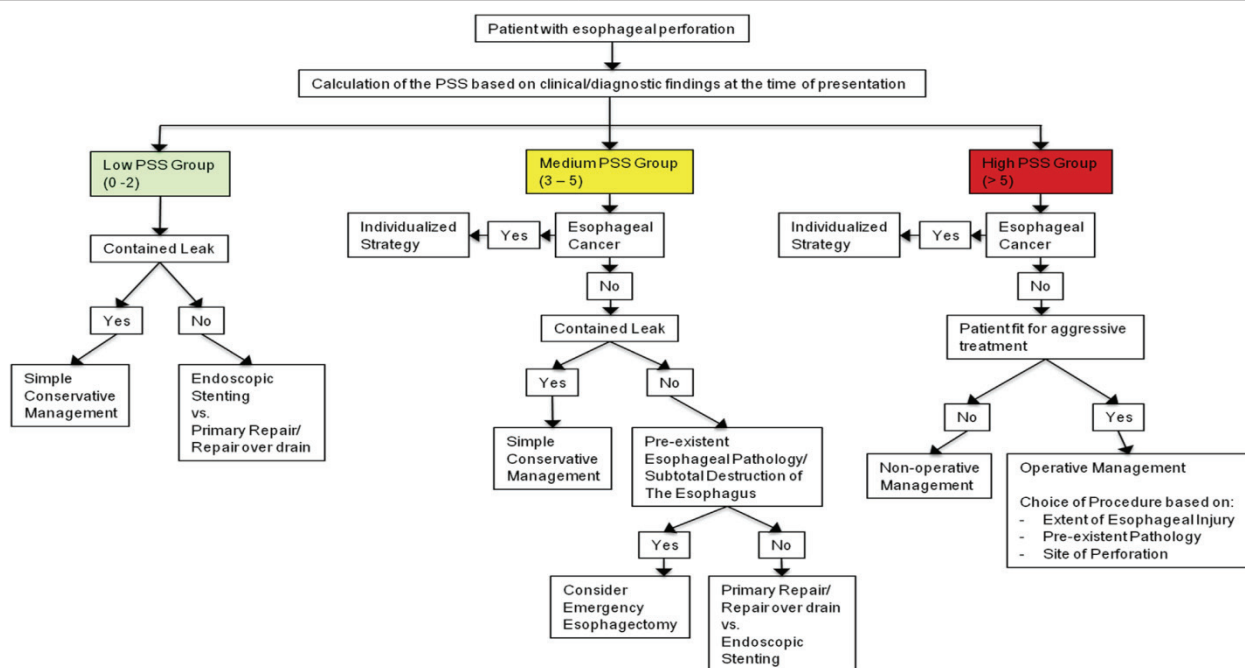 Patient with esophageal perforation
Calculation of the PSS based on clinical/diagnostic findings at the time of presentation
Low PSS Group
(0 -2)
Medium PSS Group
(3 – 5)
High PSS Group
(> 5)
Contained Leak
Individualized
Strategy
Yes
Esophageal
Cancer
Individualized
Strategy
Yes
Esophageal
Cancer
No
No
Yes
No
Contained Leak
Patient fit for aggressive
treatment
Simple
Conservative
Management
Endoscopic
Stenting
vs.
Primary Repair/
Repair over drain
Yes
No
No
Yes
Simple
Conservative
Management
Pre-existent
Esophageal Pathology/
Subtotal Destruction of
The Esophagus
Non-operative
Management
Operative Management
Choice of Procedure based on:
- Extent of Esophageal Injury
- Pre-existent Pathology
- Site of Perforation
Yes
No
Consider
Emergency
Esophagectomy
Primary Repair/
Repair over drain
vs.
Endoscopic
Stenting